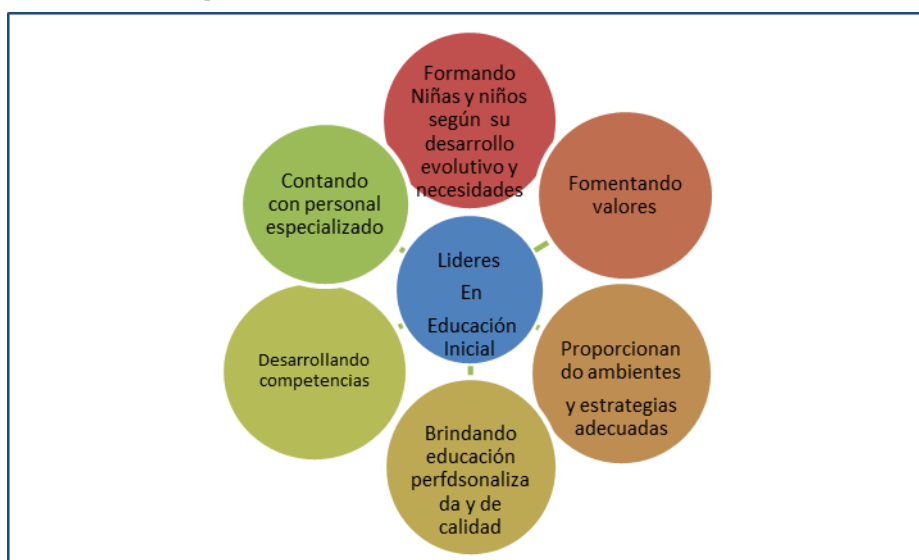 Formando
Niñas y niños
según su
desarrollo
evolutivo y
necesidades
Fomentando
valores
Proporcionan
do ambientes
y estrategias
adecuadas
Brindando
educación
perfdsonaliza
da y de
calidad
Desarrollando
competencias
Contando
con personal
especializado
Lideres
En
Educación
Inicial